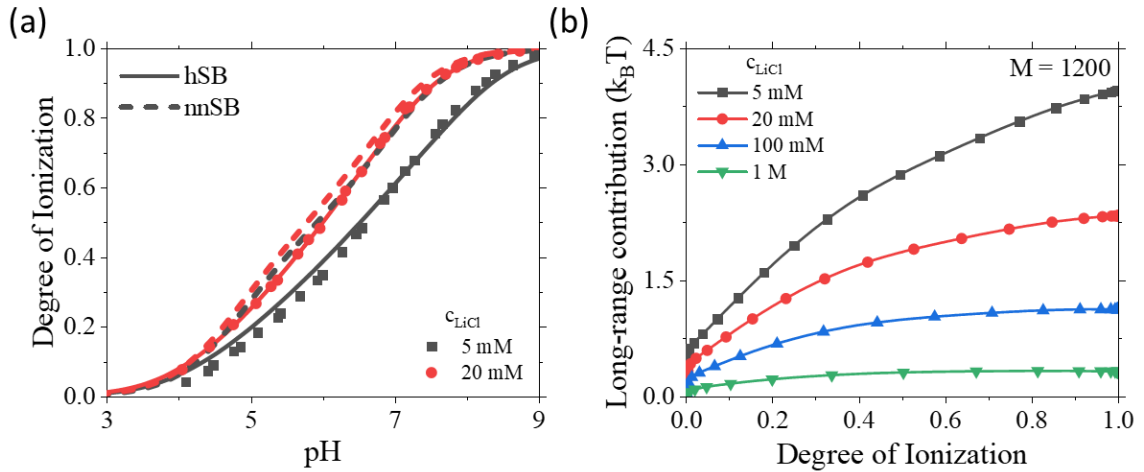 (a)
1.0
0.8
0.6
0.4
0.2
0.0
Degree of Ionization
hSB
nnSB
c_LiCl
5 mM
20 mM
3
5
7
9
pH
(b)
4.5
3.0
1.5
0.0
Long-range contribution (k_BT)
M = 1200
c_LiCl
5 mM
20 mM
100 mM
1 M
0.0
0.2
0.4
0.6
0.8
1.0
Degree of Ionization